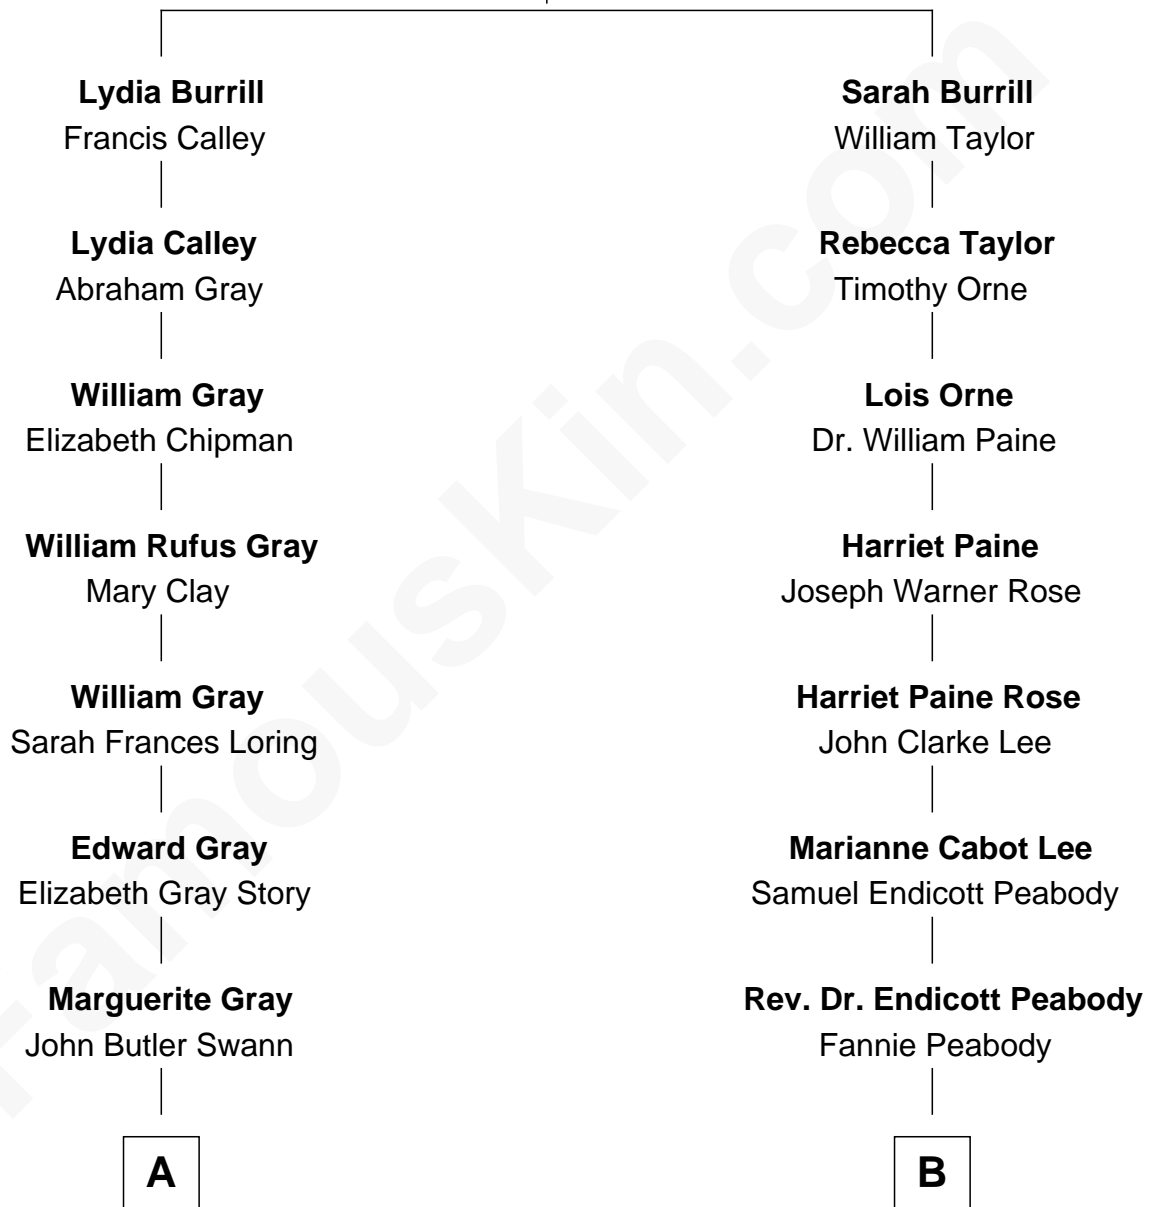 Lydia Burrill
Francis Calley
Lydia Calley
Abraham Gray
William Gray
Elizabeth Chipman
William Rufus Gray
Mary Clay
William Gray
Sarah Frances Loring
Edward Gray
Elizabeth Gray Story
Marguerite Gray
John Butler Swann
A
Sarah Burrill
William Taylor
Rebecca Taylor
Timothy Orne
Lois Orne
Dr. William Paine
Harriet Paine
Joseph Warner Rose
Harriet Paine Rose
John Clarke Lee
Marianne Cabot Lee
Samuel Endicott Peabody
Rev. Dr. Endicott Peabody
Fannie Peabody
B
FamousKin.com